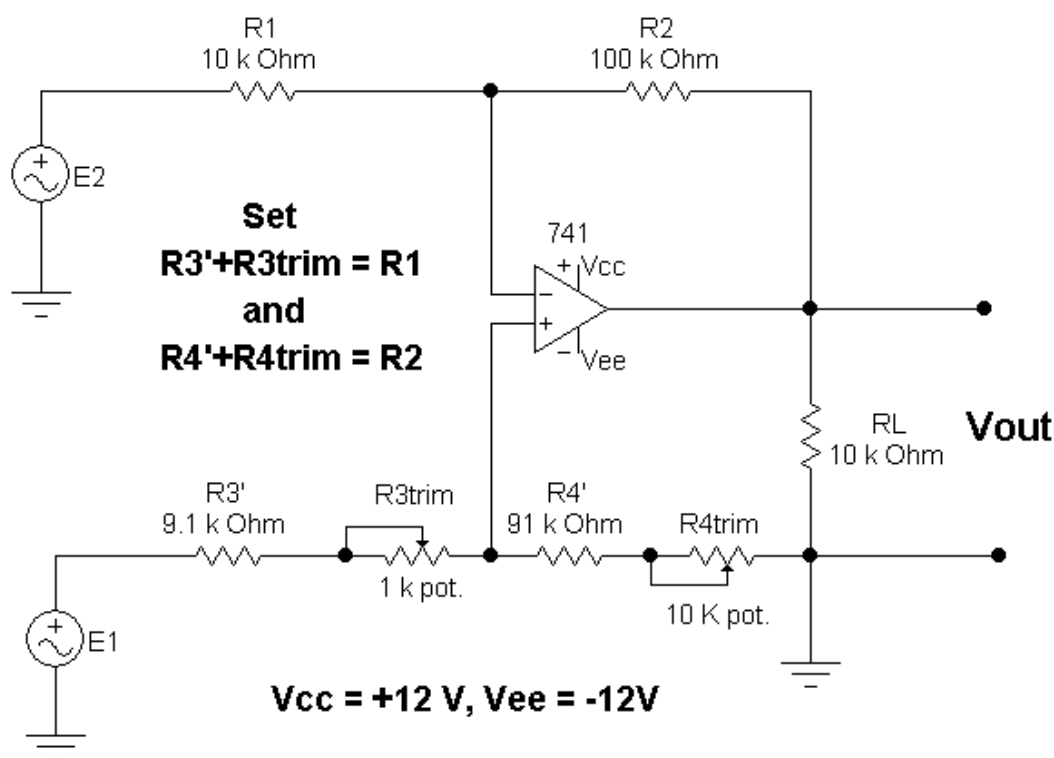 R1
10 k Ohm
R2
100 k Ohm
+
E2
Set
R3'+R3trim = R1
and
R4'+R4trim = R2
741
+
Vcc
−
+
−
Vee
RL
10 k Ohm
Vout
R3'
9.1 k Ohm
R3trim
1 k pot.
R4'
91 k Ohm
R4trim
10 K pot.
+
E1
Vcc = +12 V, Vee = -12V